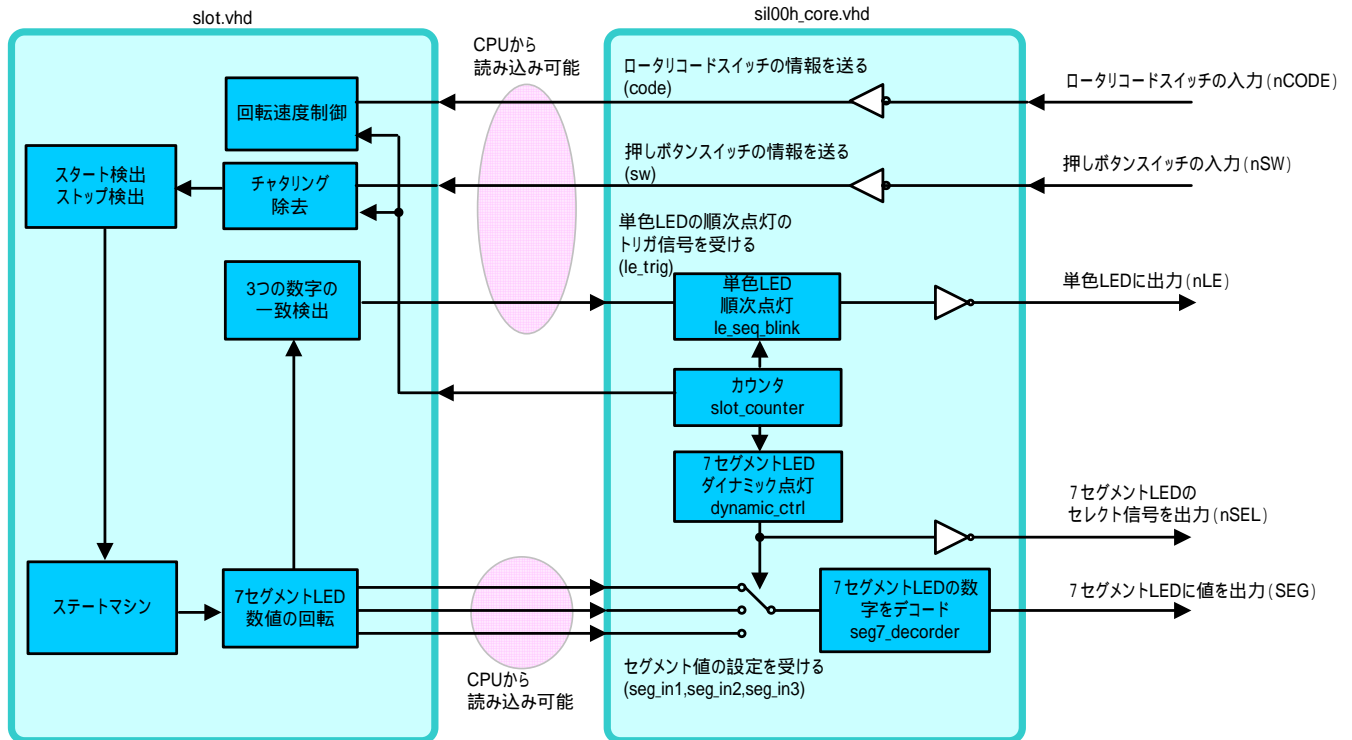 slot.vhd
sil00h_core.vhd
CPUから
読み込み可能
ロータリコードスイッチの情報を送る
(code)
ロータリコードスイッチの入力(nCODE)
回転速度制御
押しボタンスイッチの情報を送る
(sw)
押しボタンスイッチの入力(nSW)
スタート検出
ストップ検出
チャタリング
除去
単色LEDの順次点灯の
トリガ信号を受ける
(le_trig)
3つの数字の
一致検出
単色LED
順次点灯
le_seq_blink
単色LEDに出力(nLE)
カウンタ
slot_counter
7セグメントLED
ダイナミック点灯
dynamic_ctrl
7セグメントLEDの
セレクト信号を出力(nSEL)
ステートマシン
7セグメントLED
数値の回転
7セグメントLEDの数
字をデコード
seg7_decorder
7セグメントLEDに値を出力(SEG)
CPUから
読み込み可能
セグメント値の設定を受ける
(seg_in1,seg_in2,seg_in3)